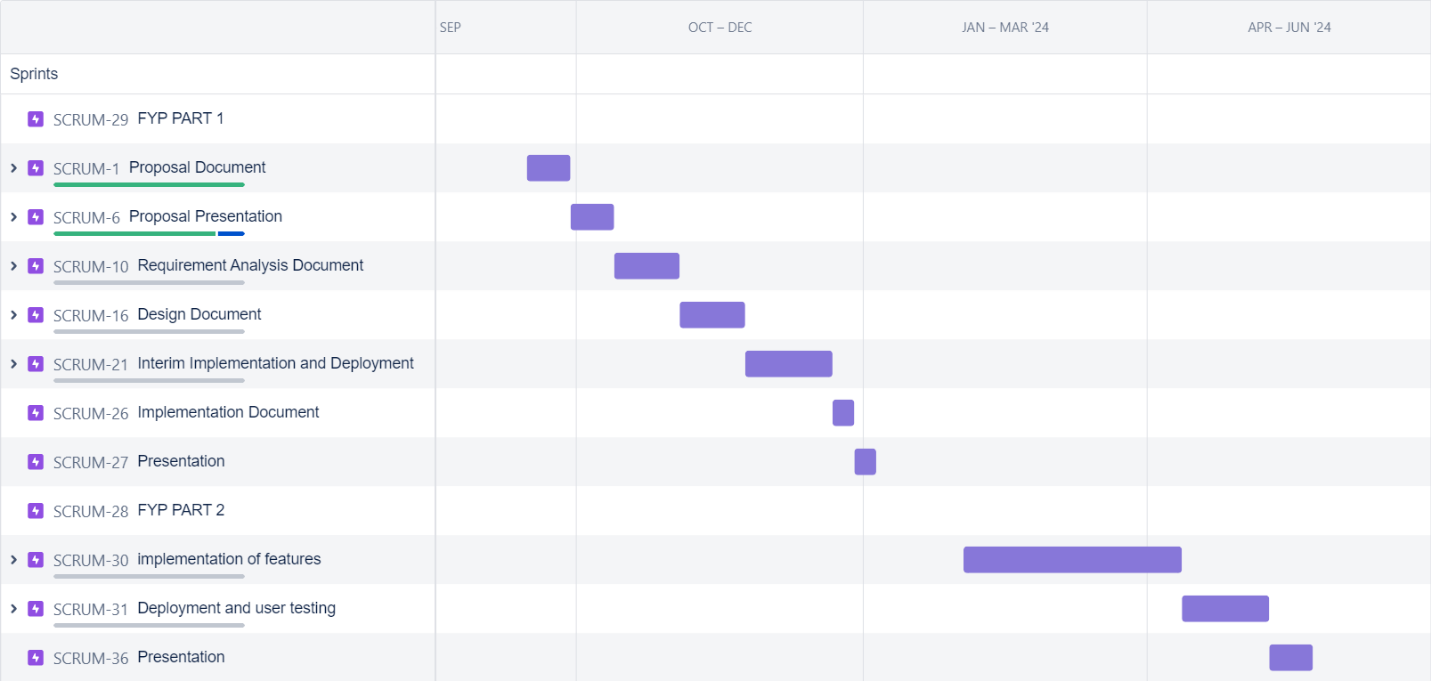 SEP OCT – DEC JAN – MAR '24 APR – JUN '24
Sprints
SCRUM-29 FYP PART 1
SCRUM-1 Proposal Document
SCRUM-6 Proposal Presentation
SCRUM-10 Requirement Analysis Document
SCRUM-16 Design Document
SCRUM-21 Interim Implementation and Deployment
SCRUM-26 Implementation Document
SCRUM-27 Presentation
SCRUM-28 FYP PART 2
SCRUM-30 implementation of features
SCRUM-31 Deployment and user testing
SCRUM-36 Presentation